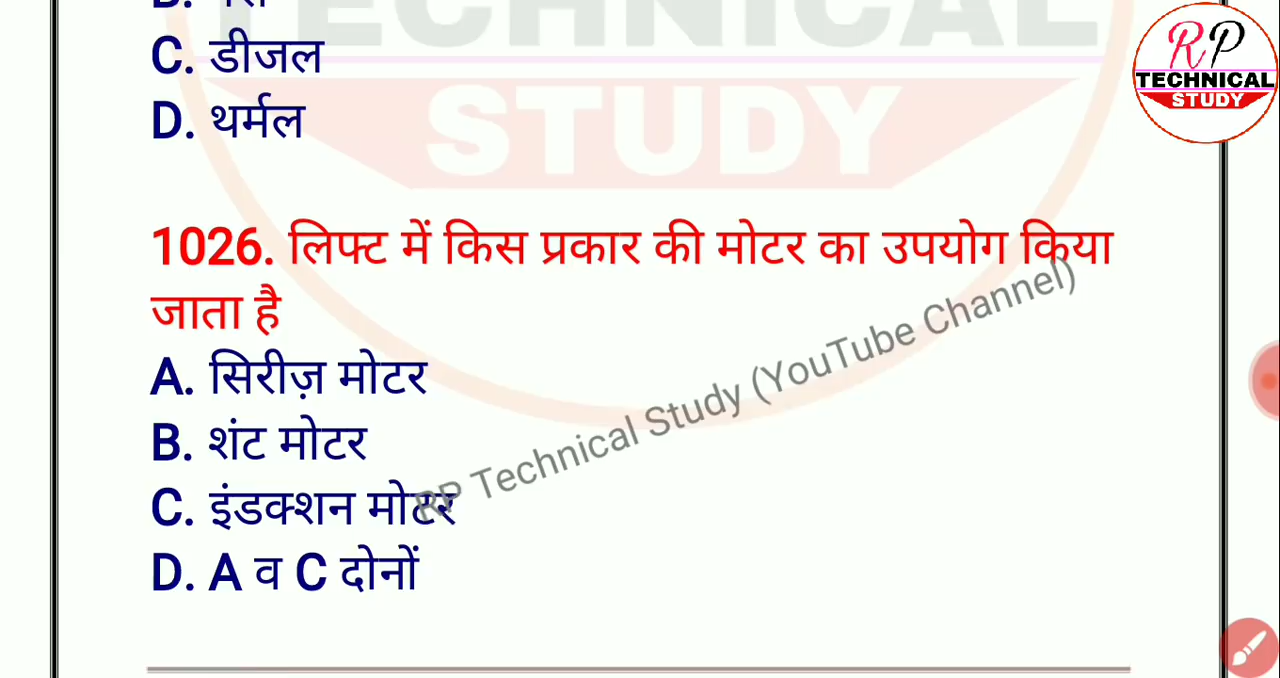 TECHNICAL
STUDY
C. डीजल
D. थर्मल
RP
TECHNICAL
STUDY
1026. लिफ्ट में किस प्रकार की मोटर का उपयोग किया
जाता है
A. सिरीज़ मोटर
B. शंट मोटर
C. इंडक्शन मोटर
D. A व C दोनों
RP Technical Study (YouTube Channel)